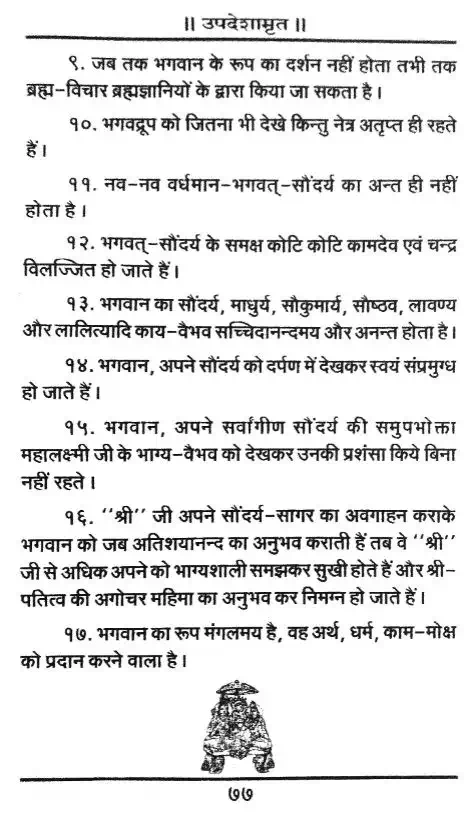 ॥ उपदेशामृत ॥
९. जब तक भगवान के रूप का दर्शन नहीं होता तभी तक
ब्रह्म-विचार ब्रह्मज्ञानियों के द्वारा किया जा सकता है।
१०. भगवद्रूप को जितना भी देखे किन्तु नेत्र अतृप्त ही रहते
हैं।
११. नव-नव वर्धमान-भगवत्-सौंदर्य का अन्त ही नहीं
होता है।
१२. भगवत्-सौंदर्य के समक्ष कोटि कोटि कामदेव एवं चन्द्र
विलज्जित हो जाते हैं।
१३. भगवान का सौंदर्य, माधुर्य, सौकुमार्य, सौष्ठव, लावण्य
और लालित्यादि काय-वैभव सच्चिदानन्दमय और अनन्त होता है।
१४. भगवान, अपने सौंदर्य को दर्पण में देखकर स्वयं संप्रमुग्ध
हो जाते हैं।
१५. भगवान, अपने सर्वांगीण सौंदर्य की समुपभोक्ता
महालक्ष्मी जी के भाग्य-वैभव को देखकर उनकी प्रशंसा किये बिना
नहीं रहते।
१६. ''श्री'' जी अपने सौंदर्य-सागर का अवगाहन कराके
भगवान को जब अतिशयानन्द का अनुभव कराती हैं तब वे ''श्री''
जी से अधिक अपने को भाग्यशाली समझकर सुखी होते हैं और श्री-
पतित्व की अगोचर महिमा का अनुभव कर निमग्न हो जाते हैं।
१७. भगवान का रूप मंगलमय है, वह अर्थ, धर्म, काम-मोक्ष
को प्रदान करने वाला है।
७७